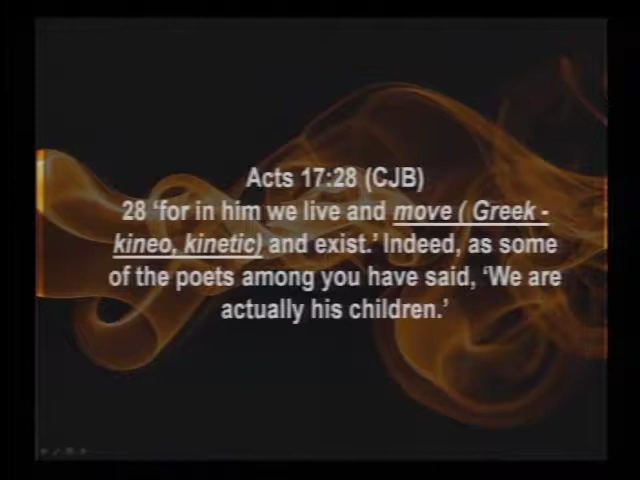 Acts 17:28 (CJB)
28 ‘for in him we live and move ( Greek -
kineo, kinetic) and exist.’ Indeed, as some
of the poets among you have said, ‘We are
actually his children.’